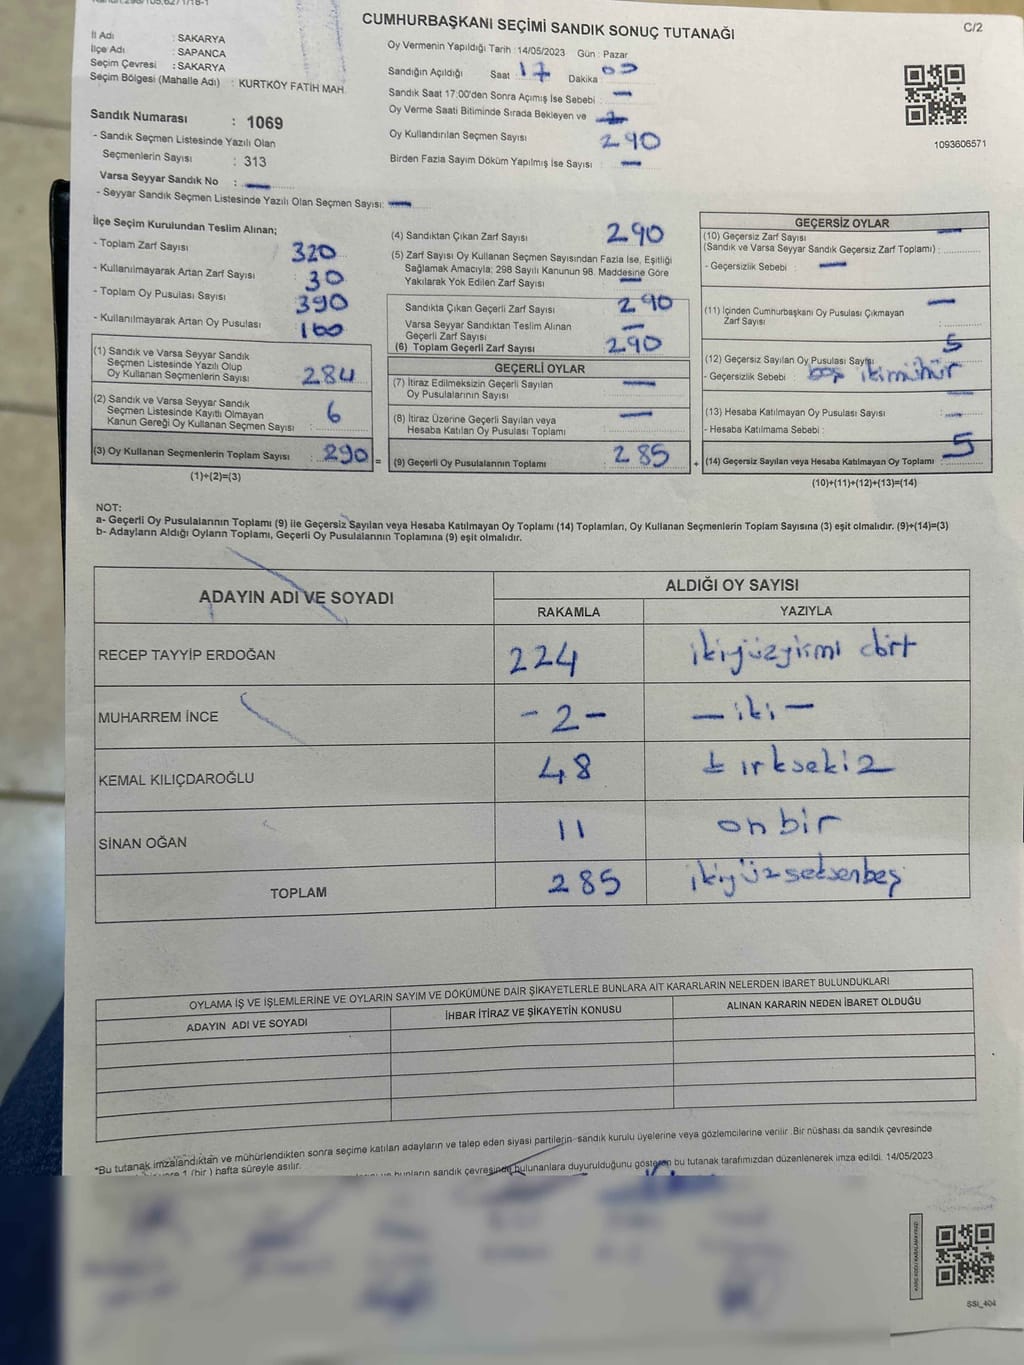 CUMHURBAŞKANI SEÇİMİ SANDIK SONUÇ TUTANAĞI
C/2
İl Adı : SAKARYA
İlçe Adı : SAPANCA
Seçim Çevresi : SAKARYA
Seçim Bölgesi (Mahalle Adı) : KURTKÖY FATİH MAH.
Sandık Numarası : 1069
- Sandık Seçmen Listesinde Yazılı Olan
Seçmenlerin Sayısı : 313
Varsa Seyyar Sandık No : —
- Seyyar Sandık Seçmen Listesinde Yazılı Olan Seçmen Sayısı: —
Oy Vermenin Yapıldığı Tarih : 14/05/2023 Gün : Pazar
Sandığın Açıldığı Saat : 17 Dakika :
Sandık Saat 17:00'den Sonra Açımış İse Sebebi : —
Oy Verme Saati Bitiminde Sırada Bekleyen ve
Oy Kullandırılan Seçmen Sayısı 290
Birden Fazla Sayım Döküm Yapılmış İse Sayısı : —
1093606571
İlçe Seçim Kurulundan Teslim Alınan;
- Toplam Zarf Sayısı : 320
- Kullanılmayarak Artan Zarf Sayısı : 30
- Toplam Oy Pusulası Sayısı : 390
- Kullanılmayarak Artan Oy Pusulası : 100
(1) Sandık ve Varsa Seyyar Sandık
Seçmen Listesinde Yazılı Olup
Oy Kullanan Seçmenlerin Sayısı : 284
(2) Sandık ve Varsa Seyyar Sandık
Seçmen Listesinde Kayıtlı Olmayan
Kanun Gereği Oy Kullanan Seçmen Sayısı : 6
(3) Oy Kullanan Seçmenlerin Toplam Sayısı : 290 =
(1)+(2)=(3)
(4) Sandıktan Çıkan Zarf Sayısı 290
(5) Zarf Sayısı Oy Kullanan Seçmen Sayısından Fazla İse, Eşitliği
Sağlamak Amacıyla; 298 Sayılı Kanunun 98. Maddesine Göre
Yakılarak Yok Edilen Zarf Sayısı —
Sandıkta Çıkan Geçerli Zarf Sayısı 290
Varsa Seyyar Sandıktan Teslim Alınan
Geçerli Zarf Sayısı —
(6) Toplam Geçerli Zarf Sayısı 290
GEÇERLİ OYLAR
(7) İtiraz Edilmeksizin Geçerli Sayılan
Oy Pusulalarının Sayısı —
(8) İtiraz Üzerine Geçerli Sayılan veya
Hesaba Katılan Oy Pusulası Toplamı —
(9) Geçerli Oy Pusulalarının Toplamı 285 +
GEÇERSİZ OYLAR
(10) Geçersiz Zarf Sayısı
(Sandık ve Varsa Seyyar Sandık Geçersiz Zarf Toplamı) : —
- Geçersizlik Sebebi : —
(11) İçinden Cumhurbaşkanı Oy Pusulası Çıkmayan
Zarf Sayısı : —
(12) Geçersiz Sayılan Oy Pusulası Sayısı : 5
- Geçersizlik Sebebi : boş ikimühür
(13) Hesaba Katılmayan Oy Pusulası Sayısı : —
- Hesaba Katılmama Sebebi :
(14) Geçersiz Sayılan veya Hesaba Katılmayan Oy Toplamı : 5
(10)+(11)+(12)+(13)=(14)
NOT:
a- Geçerli Oy Pusulalarının Toplamı (9) ile Geçersiz Sayılan veya Hesaba Katılmayan Oy Toplamı (14) Toplamları, Oy Kullanan Seçmenlerin Toplam Sayısına (3) eşit olmalıdır. (9)+(14)=(3)
b- Adayların Aldığı Oyların Toplamı, Geçerli Oy Pusulalarının Toplamına (9) eşit olmalıdır.
ADAYIN ADI VE SOYADI
ALDIĞI OY SAYISI
RAKAMLA YAZIYLA
RECEP TAYYİP ERDOĞAN 224 ikiyüzyirmi dört
MUHARREM İNCE - 2 - — iki —
KEMAL KILIÇDAROĞLU 48 kırksekiz
SİNAN OĞAN 11 on bir
TOPLAM 285 ikiyüzseksenbeş
OYLAMA İŞ VE İŞLEMLERİNE VE OYLARIN SAYIM VE DÖKÜMÜNE DAİR ŞİKAYETLERLE BUNLARA AİT KARARLARIN NELERDEN İBARET BULUNDUKLARI
ADAYIN ADI VE SOYADI İHBAR İTİRAZ VE ŞİKAYETİN KONUSU ALINAN KARARIN NEDEN İBARET OLDUĞU
*Bu tutanak imzalandıktan ve mühürlendikten sonra seçime katılan adayların ve talep eden siyasi partilerin sandık kurulu üyelerine veya gözlemcilerine verilir .Bir nüshası da sandık çevresinde
1 (bir) hafta süreyle asılır.
bunların sandık çevresinde bulunanlara duyurulduğunu gösteren bu tutanak tarafımızdan düzenlenerek imza edildi. 14/05/2023
SSI_404